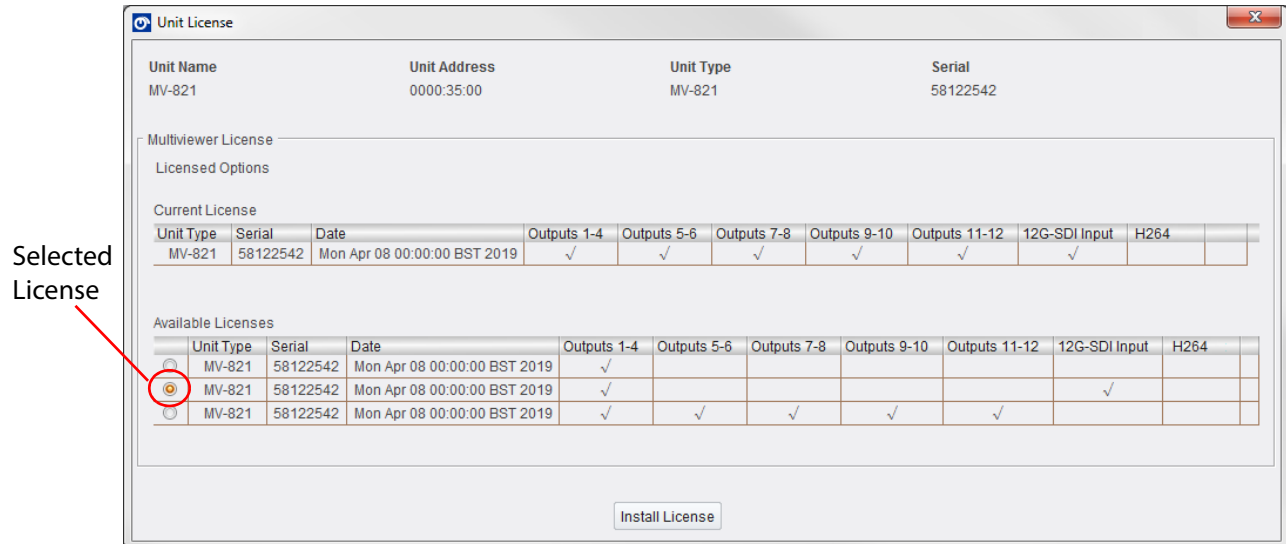 Unit License
Unit Name Unit Address Unit Type Serial
MV-821 0000:35:00 MV-821 58122542
Multiviewer License
Licensed Options
Current License
Unit Type Serial Date Outputs 1-4 Outputs 5-6 Outputs 7-8 Outputs 9-10 Outputs 11-12 12G-SDI Input H264
MV-821 58122542 Mon Apr 08 00:00:00 BST 2019 √ √ √ √ √ √
Selected
License
Available Licenses
Unit Type Serial Date Outputs 1-4 Outputs 5-6 Outputs 7-8 Outputs 9-10 Outputs 11-12 12G-SDI Input H264
MV-821 58122542 Mon Apr 08 00:00:00 BST 2019 √
MV-821 58122542 Mon Apr 08 00:00:00 BST 2019 √ √
MV-821 58122542 Mon Apr 08 00:00:00 BST 2019 √ √ √ √ √
Install License